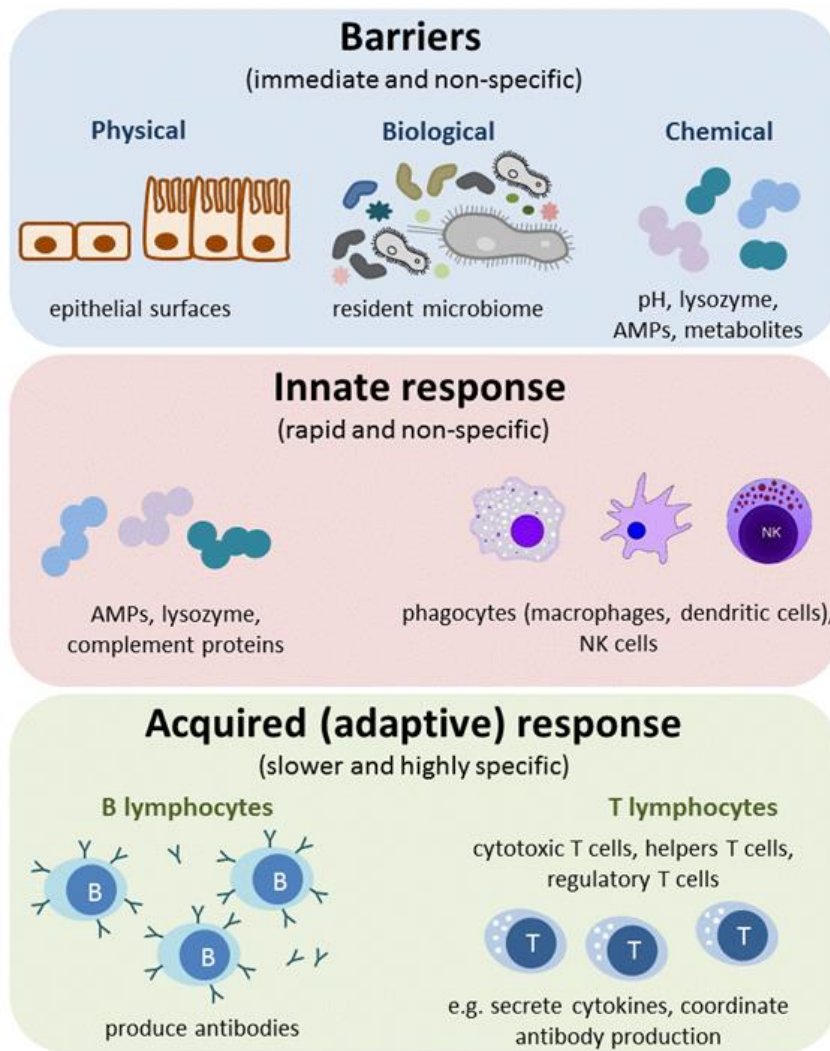 Barriers
(immediate and non-specific)
Physical
Biological
Chemical
epithelial surfaces
resident microbiome
pH, lysozyme,
AMPs, metabolites
Innate response
(rapid and non-specific)
NK
AMPs, lysozyme,
complement proteins
phagocytes (macrophages, dendritic cells),
NK cells
Acquired (adaptive) response
(slower and highly specific)
B lymphocytes
T lymphocytes
cytotoxic T cells, helpers T cells,
regulatory T cells
B
B
B
T
T
T
produce antibodies
e.g. secrete cytokines, coordinate
antibody production